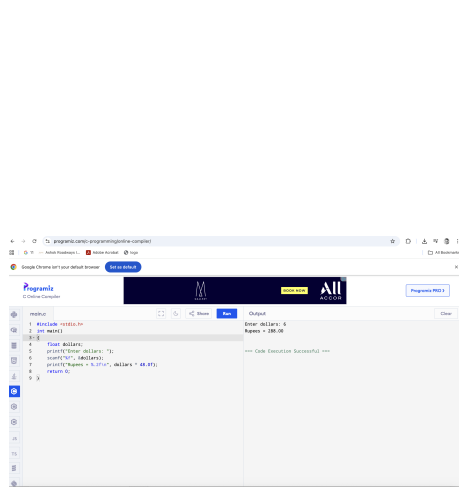 programiz.com/c-programming/online-compiler/
Adobe Acrobat
All Bookmarks
Google Chrome isn't your default browser
Set as default
Programiz
C Online Compiler
BOOK NOW
ALL
ACCOR
Programiz PRO
main.c
Share
Run
Output
Clear
1 #include <stdio.h>
2 int main()
3 {
4 float dollars;
5 printf("Enter dollars: ");
6 scanf("%f", &dollars);
7 printf("Rupees = %.2f\n", dollars * 48.0f);
8 return 0;
9 }
Enter dollars: 6
Rupees = 288.00
=== Code Execution Successful ===
JS
TS